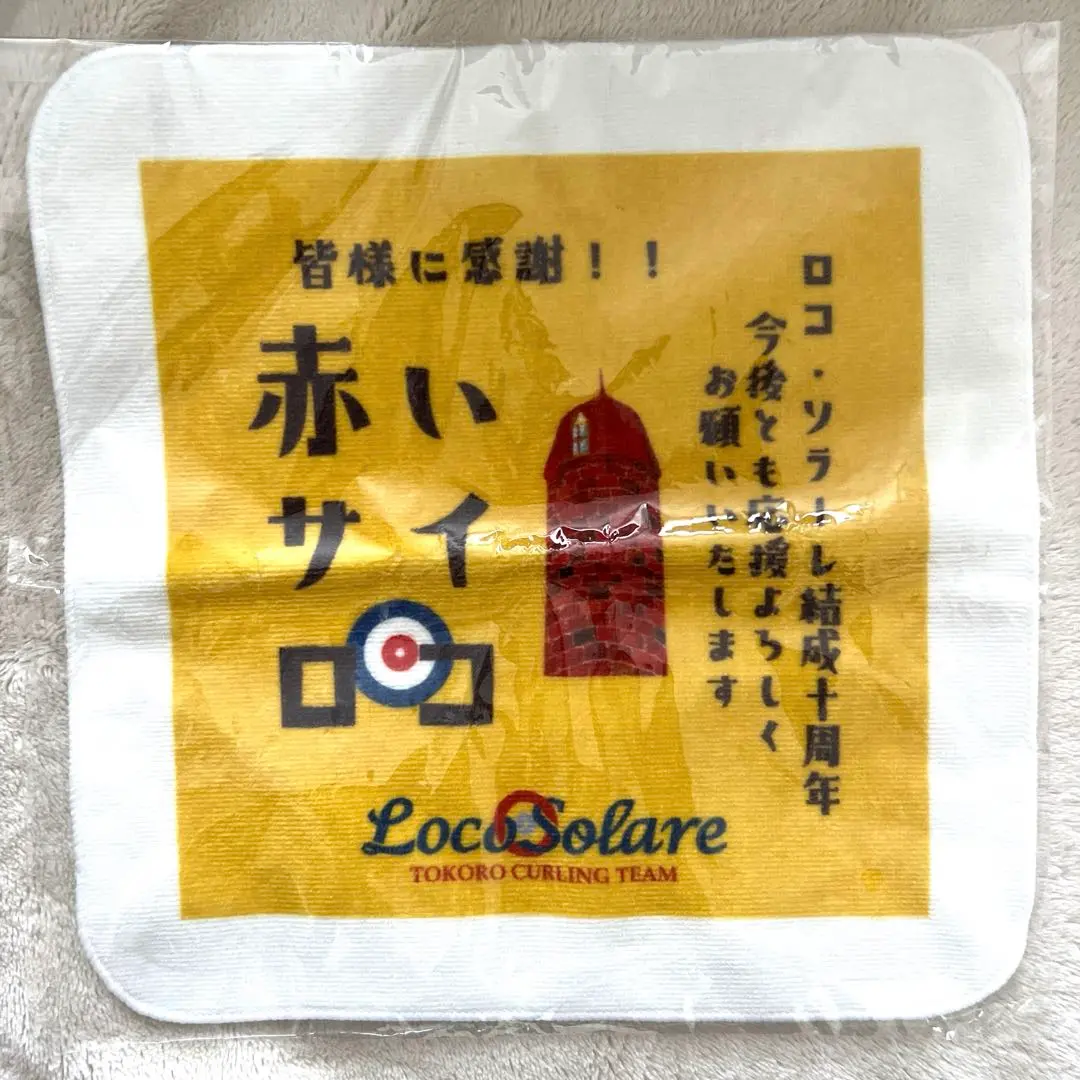 皆様に感謝！！
赤い
サイ
ロコ
ロコ・ソラーレ結成十周年
今後とも応援よろしく
お願いいたします
Loco Solare
TOKORO CURLING TEAM